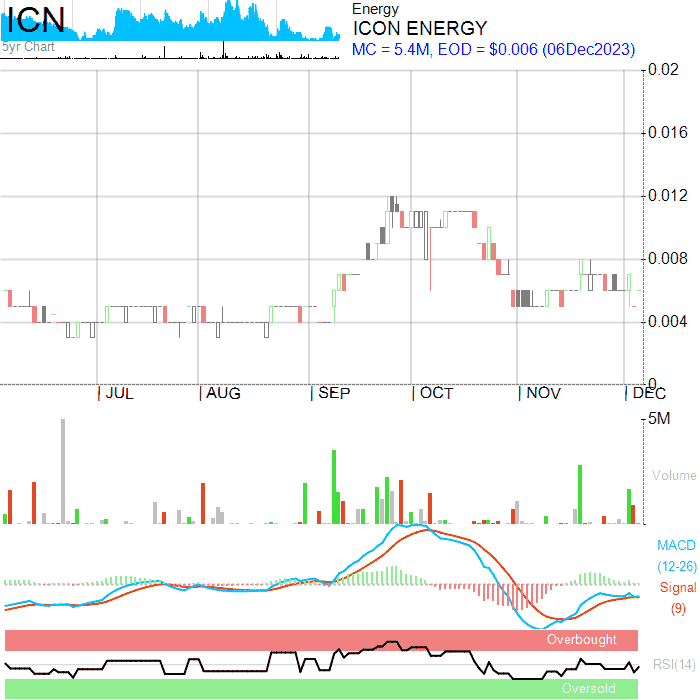 ICN
5yr Chart
Energy
ICON ENERGY
MC = 5.4M, EOD = $0.006 (06Dec2023)
0.02
0.016
0.012
0.008
0.004
0
JUL AUG SEP OCT NOV DEC
5M
Volume
MACD
(12-26)
Signal
(9)
Overbought
RSI(14)
Oversold